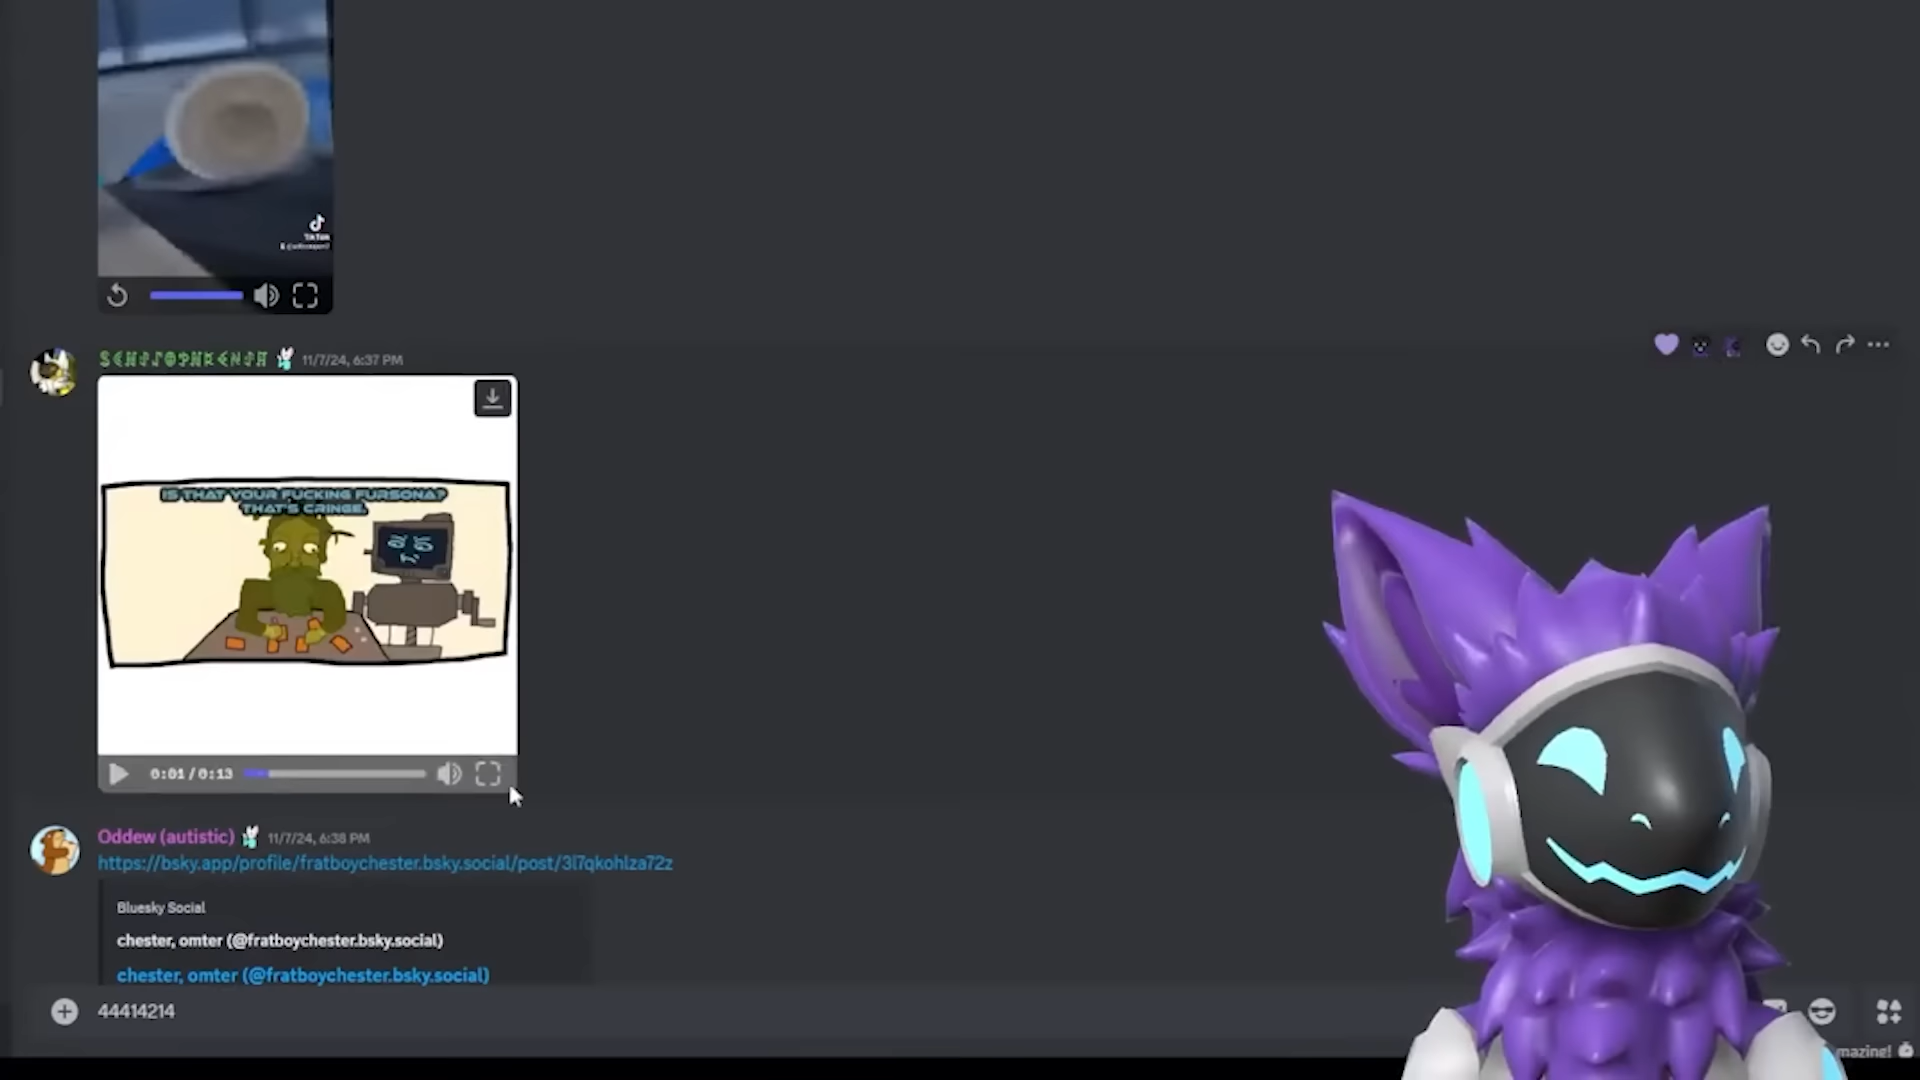 TikTok
11/7/24, 6:37 PM
IS THAT YOUR FUCKING FURSONA?
THAT'S CRINGE.
0:01 / 0:13
Oddew (autistic) 11/7/24, 6:38 PM
https://bsky.app/profile/fratboychester.bsky.social/post/3l7qkohlza72z
Bluesky Social
chester, omter (@fratboychester.bsky.social)
chester, omter (@fratboychester.bsky.social)
44414214
mazing!